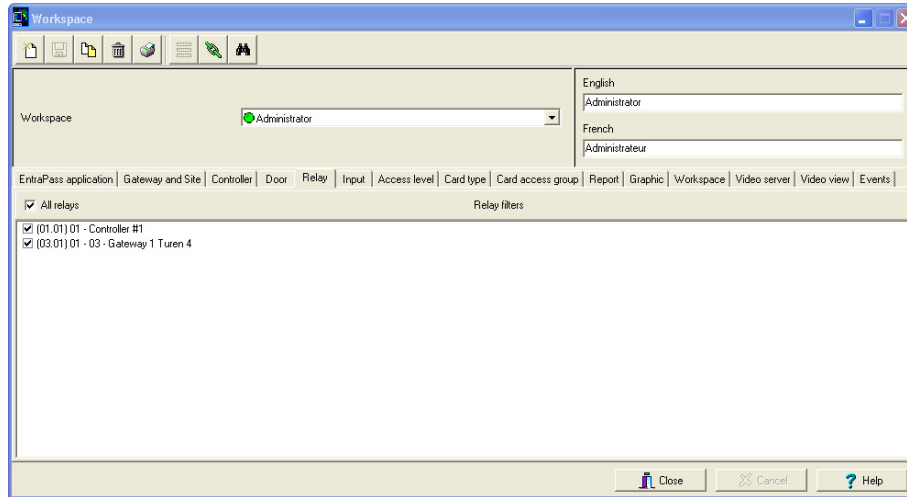 Workspace
English
Administrator
Workspace
Administrator
French
Administrateur
EntraPass application Gateway and Site Controller Door Relay Input Access level Card type Card access group Report Graphic Workspace Video server Video view Events
All relays Relay filters
(01.01) 01 - Controller #1
(03.01) 01 - 03 - Gateway 1 Turen 4
Close Cancel Help